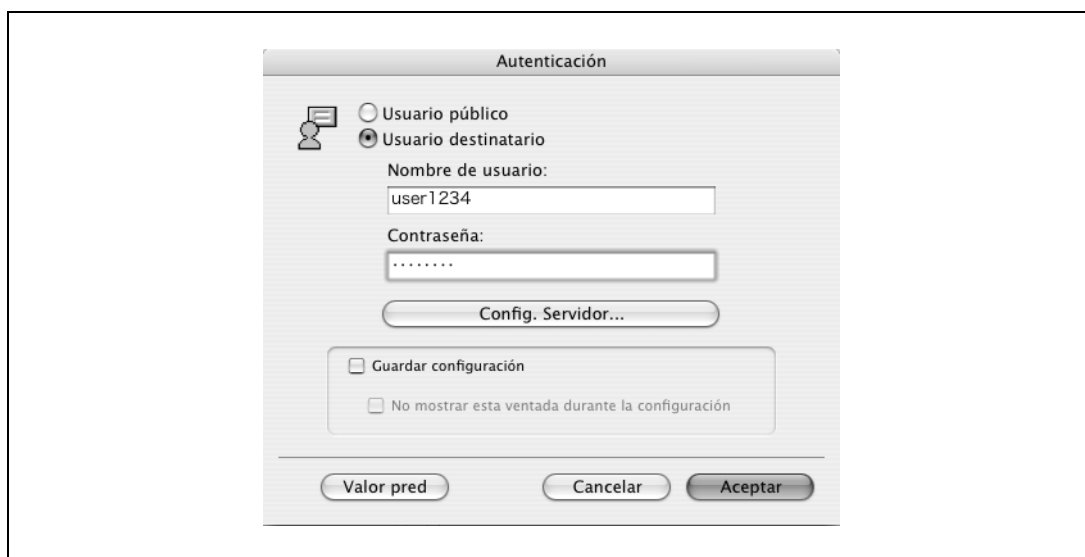 Autenticación
Usuario público
Usuario destinatario
Nombre de usuario:
user1234
Contraseña:
········
Config. Servidor...
Guardar configuración
No mostrar esta ventada durante la configuración
Valor pred
Cancelar
Aceptar